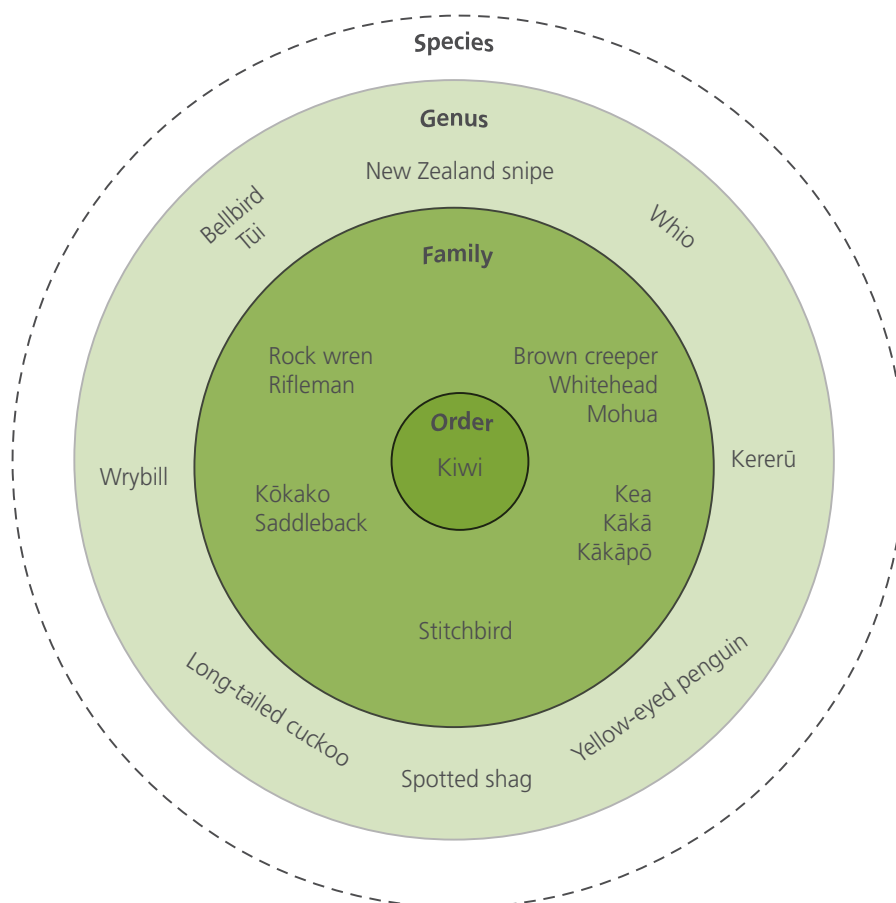 Species
Genus
New Zealand snipe
Bellbird
Tūi
Whio
Family
Rock wren
Rifleman
Brown creeper
Whitehead
Mohua
Order
Kiwi
Wrybill
Kererū
Kōkako
Saddleback
Kea
Kākā
Kākāpō
Stitchbird
Long-tailed cuckoo
Yellow-eyed penguin
Spotted shag